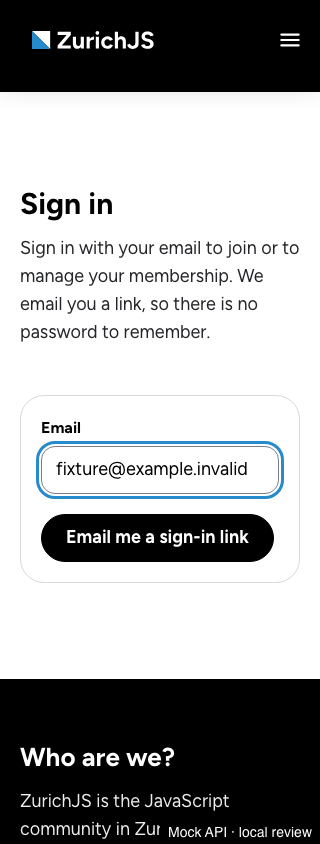 ZurichJS
Sign in
Sign in with your email to join or to
manage your membership. We
email you a link, so there is no
password to remember.
Email
fixture@example.invalid
Email me a sign-in link
Who are we?
ZurichJS is the JavaScript
community in Zur
Mock API · local review